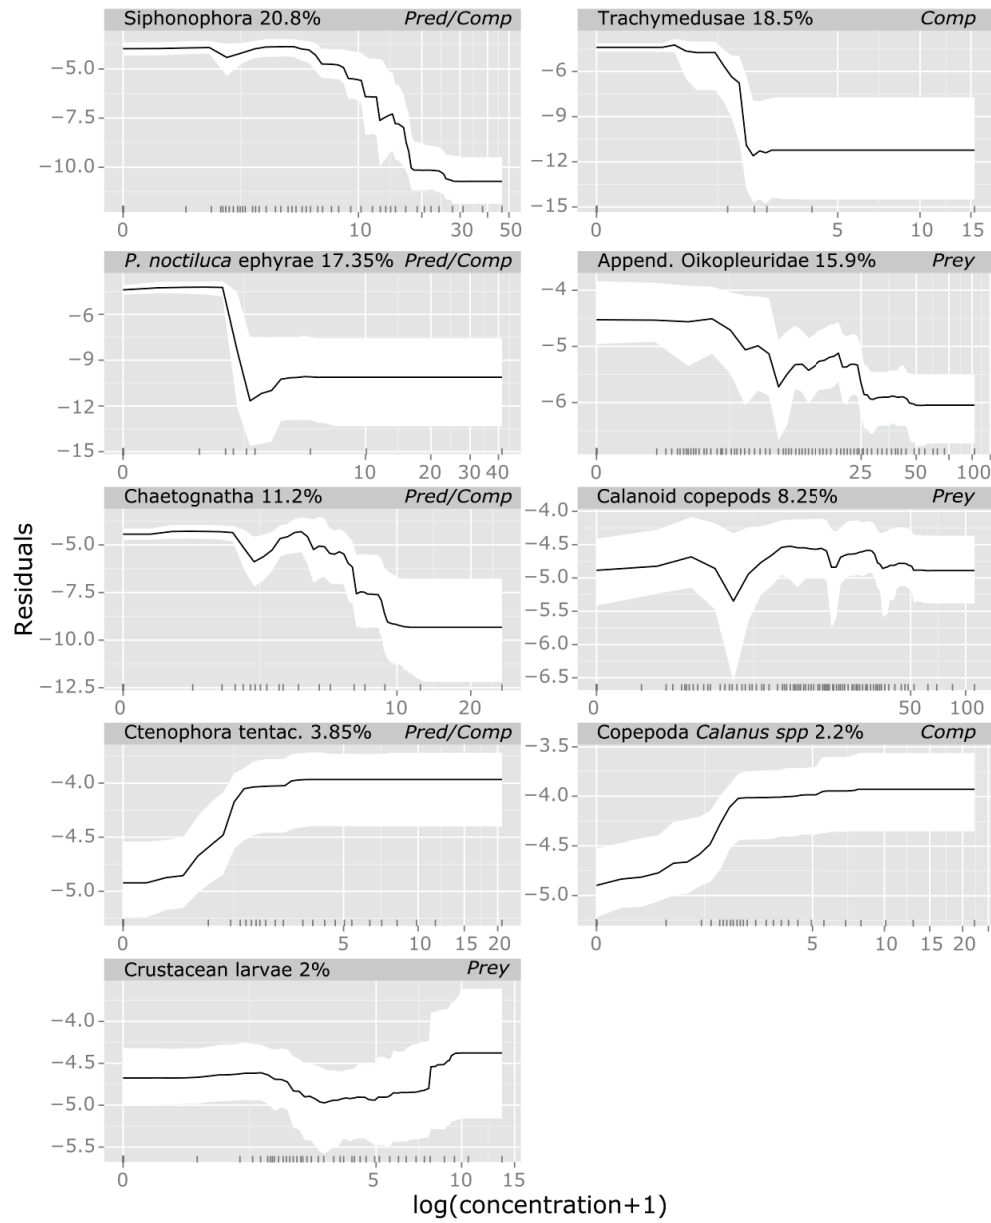 Siphonophora 20.8% Pred/Comp
−5.0
−7.5
−10.0
0 10 30 50
Trachymedusae 18.5% Comp
−6
−9
−12
−15
0 5 10 15
P. noctiluca ephyrae 17.35% Pred/Comp
−6
−9
−12
−15
0 10 20 30 40
Append. Oikopleuridae 15.9% Prey
−4
−5
−6
0 25 50 100
Chaetognatha 11.2% Pred/Comp
−5.0
−7.5
−10.0
−12.5
0 10 20
Calanoid copepods 8.25% Prey
−4.0
−4.5
−5.0
−5.5
−6.0
−6.5
0 50 100
Residuals
Ctenophora tentac. 3.85% Pred/Comp
−4.0
−4.5
−5.0
0 5 10 15 20
Copepoda Calanus spp 2.2% Comp
−3.5
−4.0
−4.5
−5.0
0 5 10 15 20
Crustacean larvae 2% Prey
−4.0
−4.5
−5.0
−5.5
0 5 10 15
log(concentration+1)